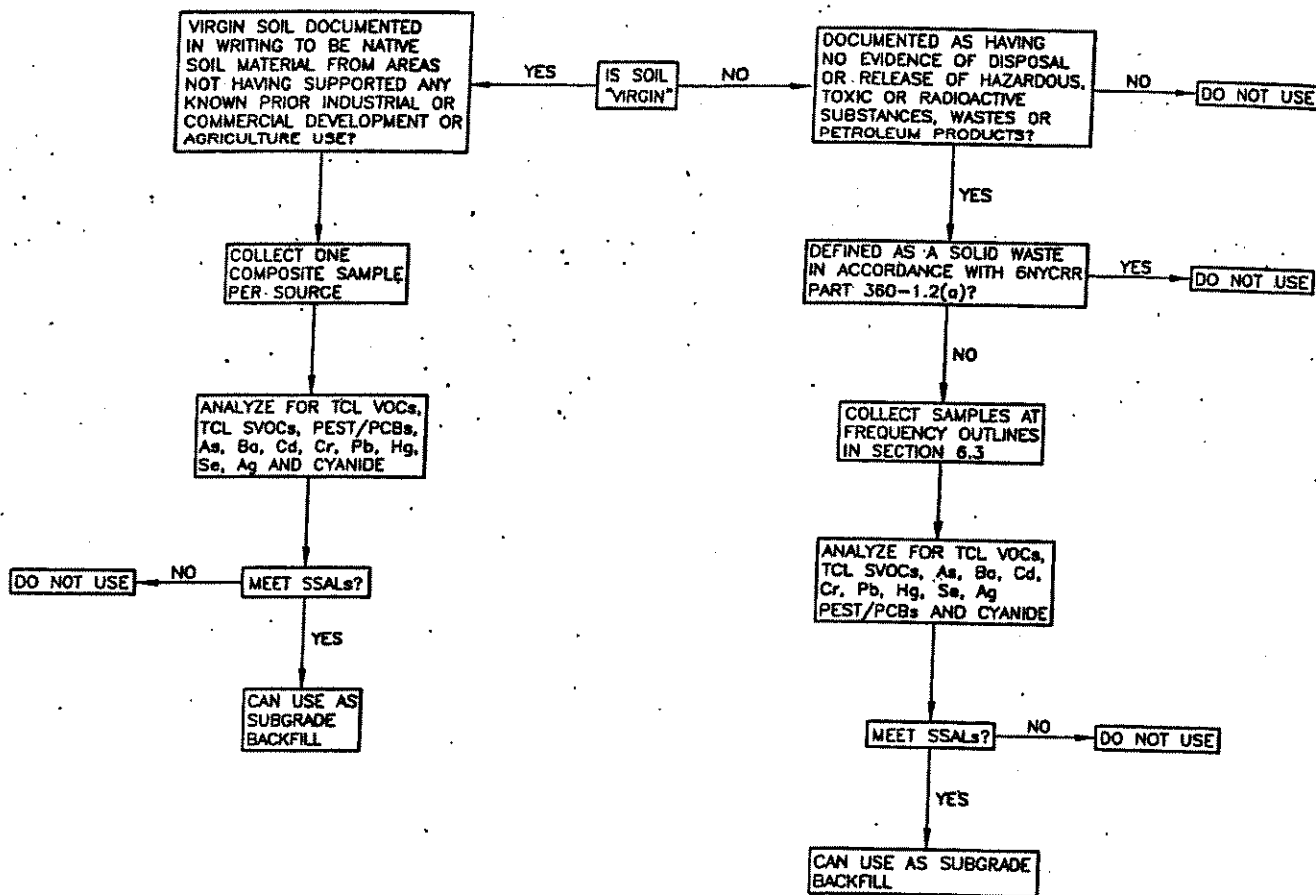 VIRGIN SOIL DOCUMENTED
IN WRITING TO BE NATIVE
SOIL MATERIAL FROM AREAS
NOT HAVING SUPPORTED ANY
KNOWN PRIOR INDUSTRIAL OR
COMMERCIAL DEVELOPMENT OR
AGRICULTURE USE?
YES
IS SOIL
"VIRGIN"
NO
DOCUMENTED AS HAVING
NO EVIDENCE OF DISPOSAL
OR RELEASE OF HAZARDOUS,
TOXIC OR RADIOACTIVE
SUBSTANCES, WASTES OR
PETROLEUM PRODUCTS?
NO
DO NOT USE
YES
COLLECT ONE
COMPOSITE SAMPLE
PER SOURCE
DEFINED AS A SOLID WASTE
IN ACCORDANCE WITH 6NYCRR
PART 360-1.2(a)?
YES
DO NOT USE
NO
ANALYZE FOR TCL VOCs,
TCL SVOCs, PEST/PCBs,
As, Ba, Cd, Cr, Pb, Hg,
Se, Ag AND CYANIDE
COLLECT SAMPLES AT
FREQUENCY OUTLINES
IN SECTION 6.3
DO NOT USE
NO
MEET SSALs?
YES
CAN USE AS
SUBGRADE
BACKFILL
ANALYZE FOR TCL VOCs,
TCL SVOCs, As, Ba, Cd,
Cr, Pb, Hg, Se, Ag
PEST/PCBs AND CYANIDE
MEET SSALs?
NO
DO NOT USE
YES
CAN USE AS SUBGRADE
BACKFILL